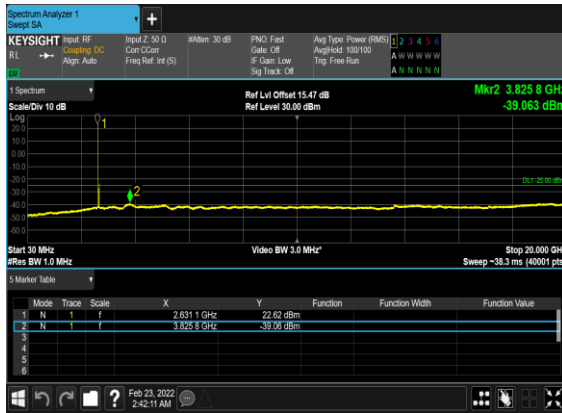 Spectrum Analyzer 1
Swept SA
+
KEYSIGHT Input: RF Input Z: 50 Ω #Atten: 30 dB PNO: Fast Avg Type: Power (RMS) 1 2 3 4 5 6
RL Coupling: DC Corr CCorr Gate: Off Avg|Hold: 100/100 A W W W W W
Align: Auto Freq Ref: Int (S) IF Gain: Low Trig: Free Run
Sig Track: Off A N N N N N
1 Spectrum Ref Lvl Offset 15.47 dB Mkr2 3.825 8 GHz
Scale/Div 10 dB Ref Level 30.00 dBm -39.063 dBm
Log
1
20.0
10.0
0.00
-10.0
-20.0
DL1 -25.00 dBm
-30.0
2
-40.0
-50.0
-60.0
Start 30 MHz Video BW 3.0 MHz* Stop 20.000 GH
#Res BW 1.0 MHz Sweep ~38.3 ms (40001 pts
5 Marker Table
Mode Trace Scale X Y Function Function Width Function Value
1 N 1 f 2.631 1 GHz 22.62 dBm
2 N 1 f 3.825 8 GHz -39.06 dBm
3
4
5
6
? Feb 23, 2022
2:42:11 AM